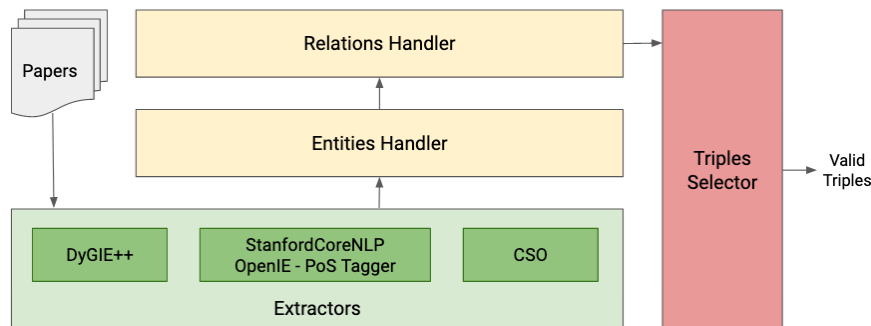 Papers
Relations Handler
Entities Handler
Triples
Selector
Valid
Triples
DyGIE++
StanfordCoreNLP
OpenIE - PoS Tagger
CSO
Extractors